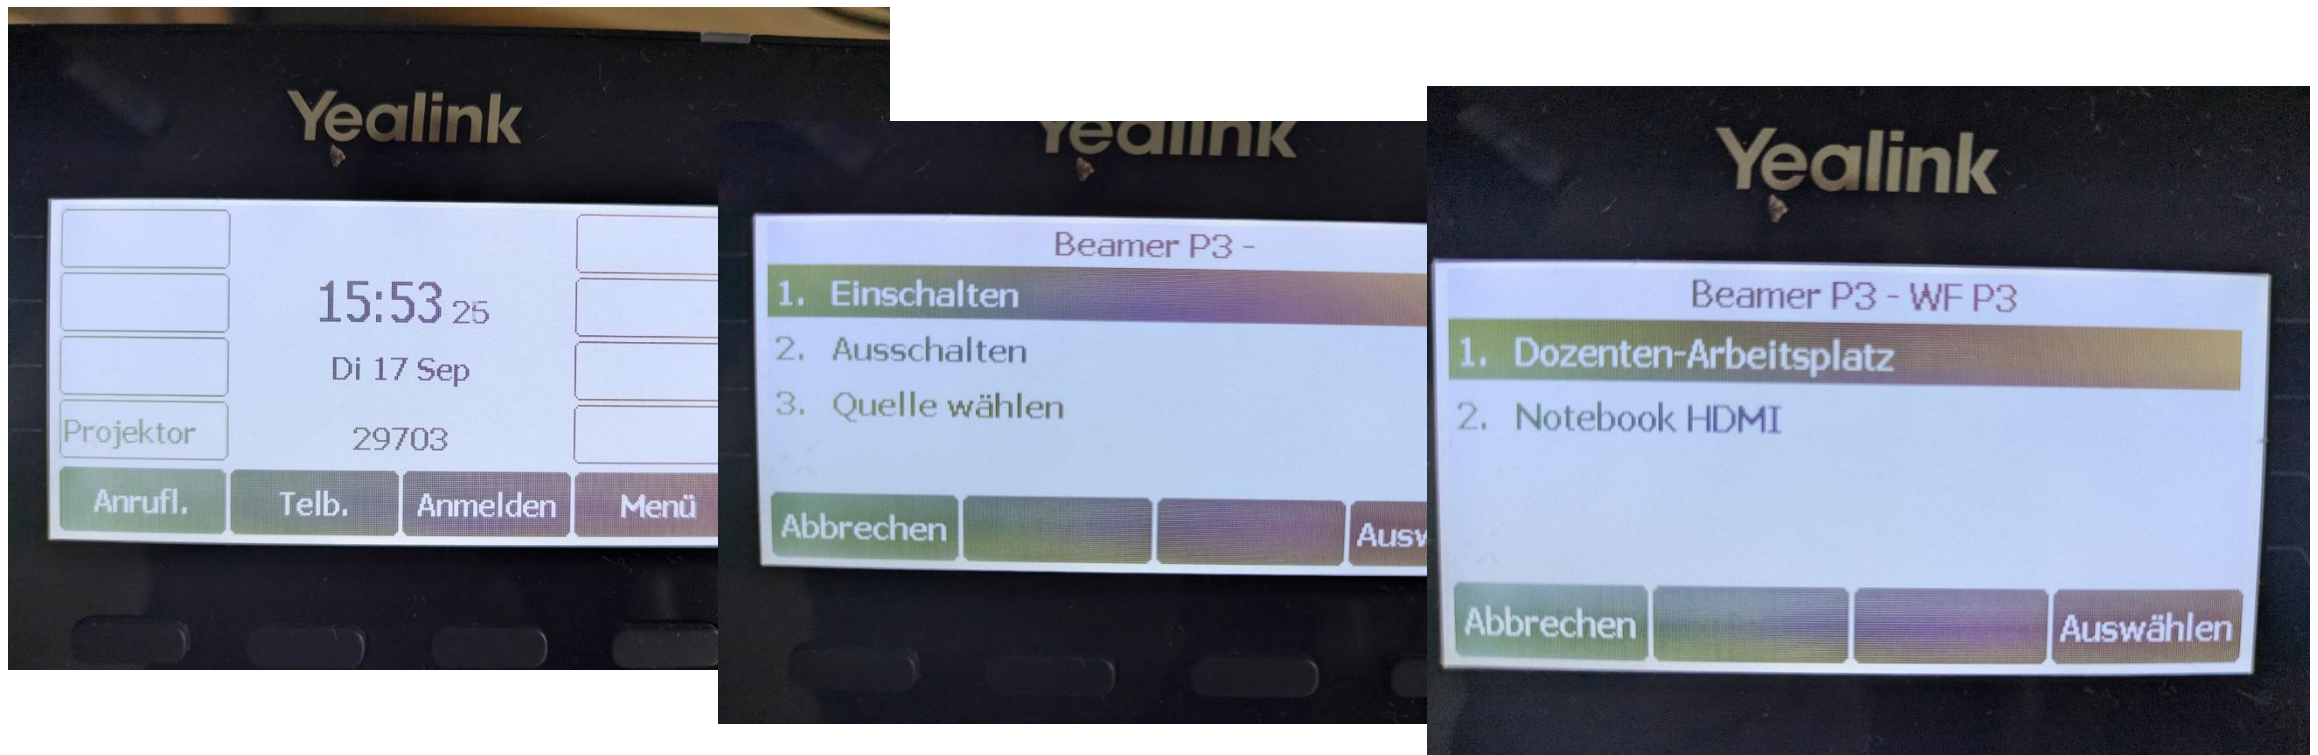 Yealink
15:53 25
Di 17 Sep
Projektor 29703
Anrufl. Telb. Anmelden Menü
Yealink
Beamer P3 -
1. Einschalten
2. Ausschalten
3. Quelle wählen
Abbrechen Ausw
Yealink
Beamer P3 - WF P3
1. Dozenten-Arbeitsplatz
2. Notebook HDMI
Abbrechen Auswählen